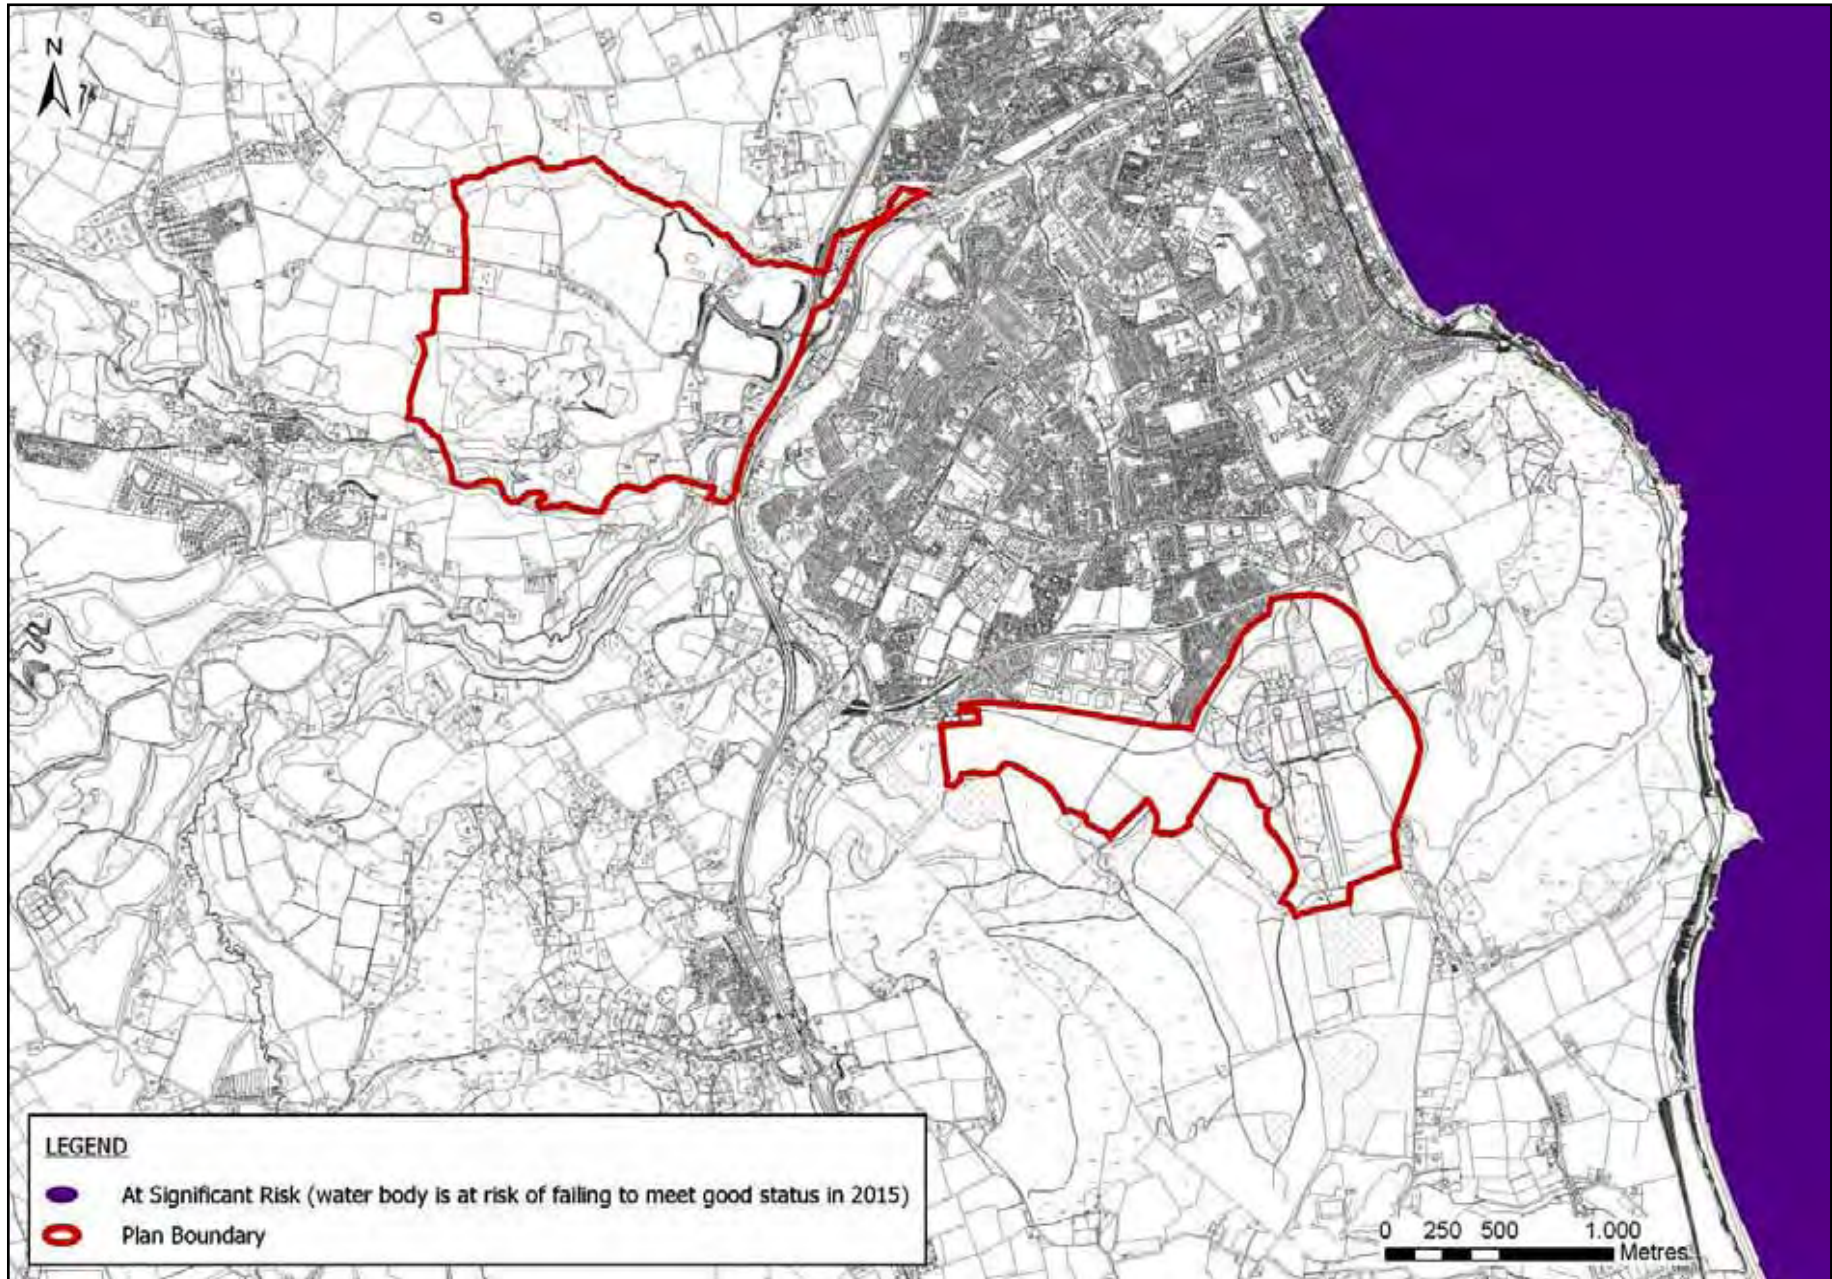 N
LEGEND
At Significant Risk (water body is at risk of failing to meet good status in 2015)
Plan Boundary
0 250 500 1.000
Metres